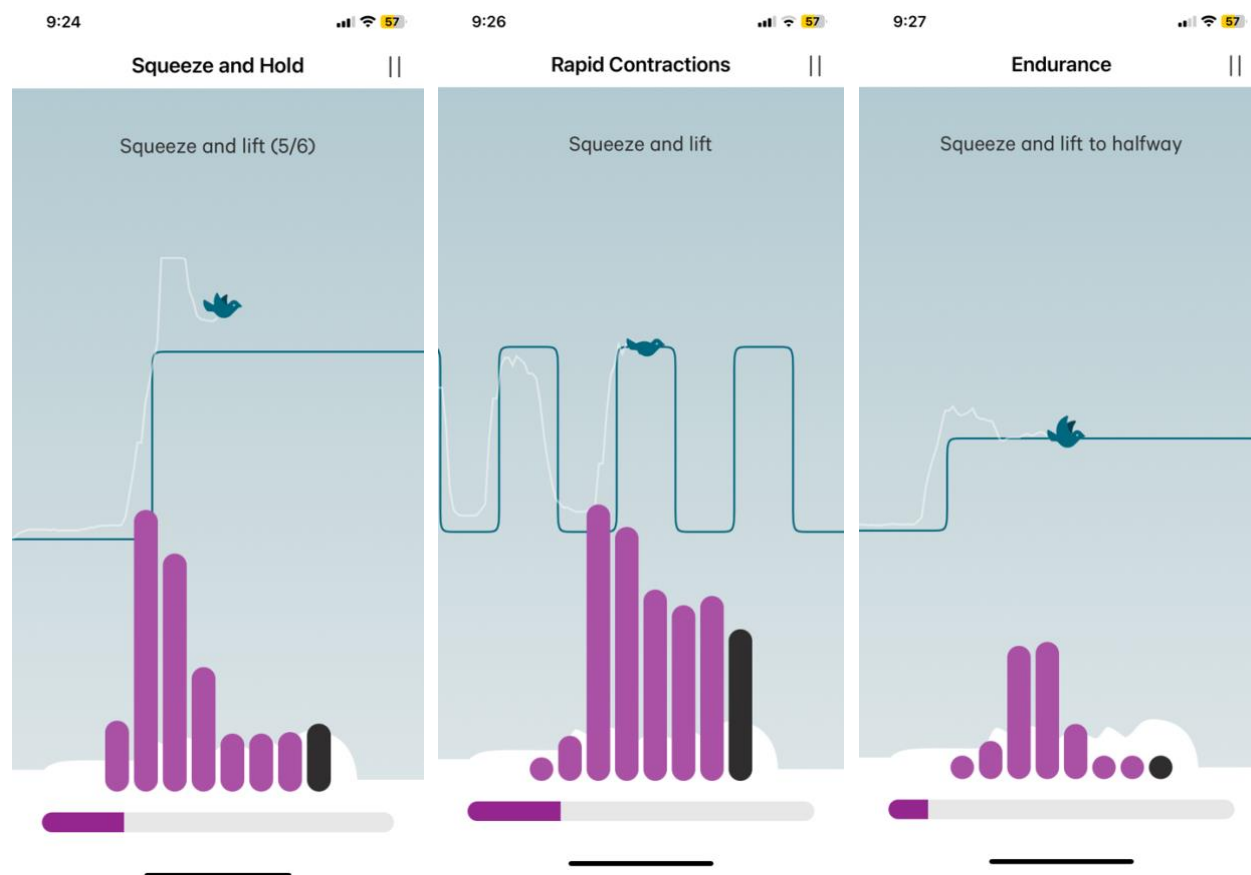 9:24
57
Squeeze and Hold
Squeeze and lift (5/6)
9:26
57
Rapid Contractions
Squeeze and lift
9:27
57
Endurance
Squeeze and lift to halfway